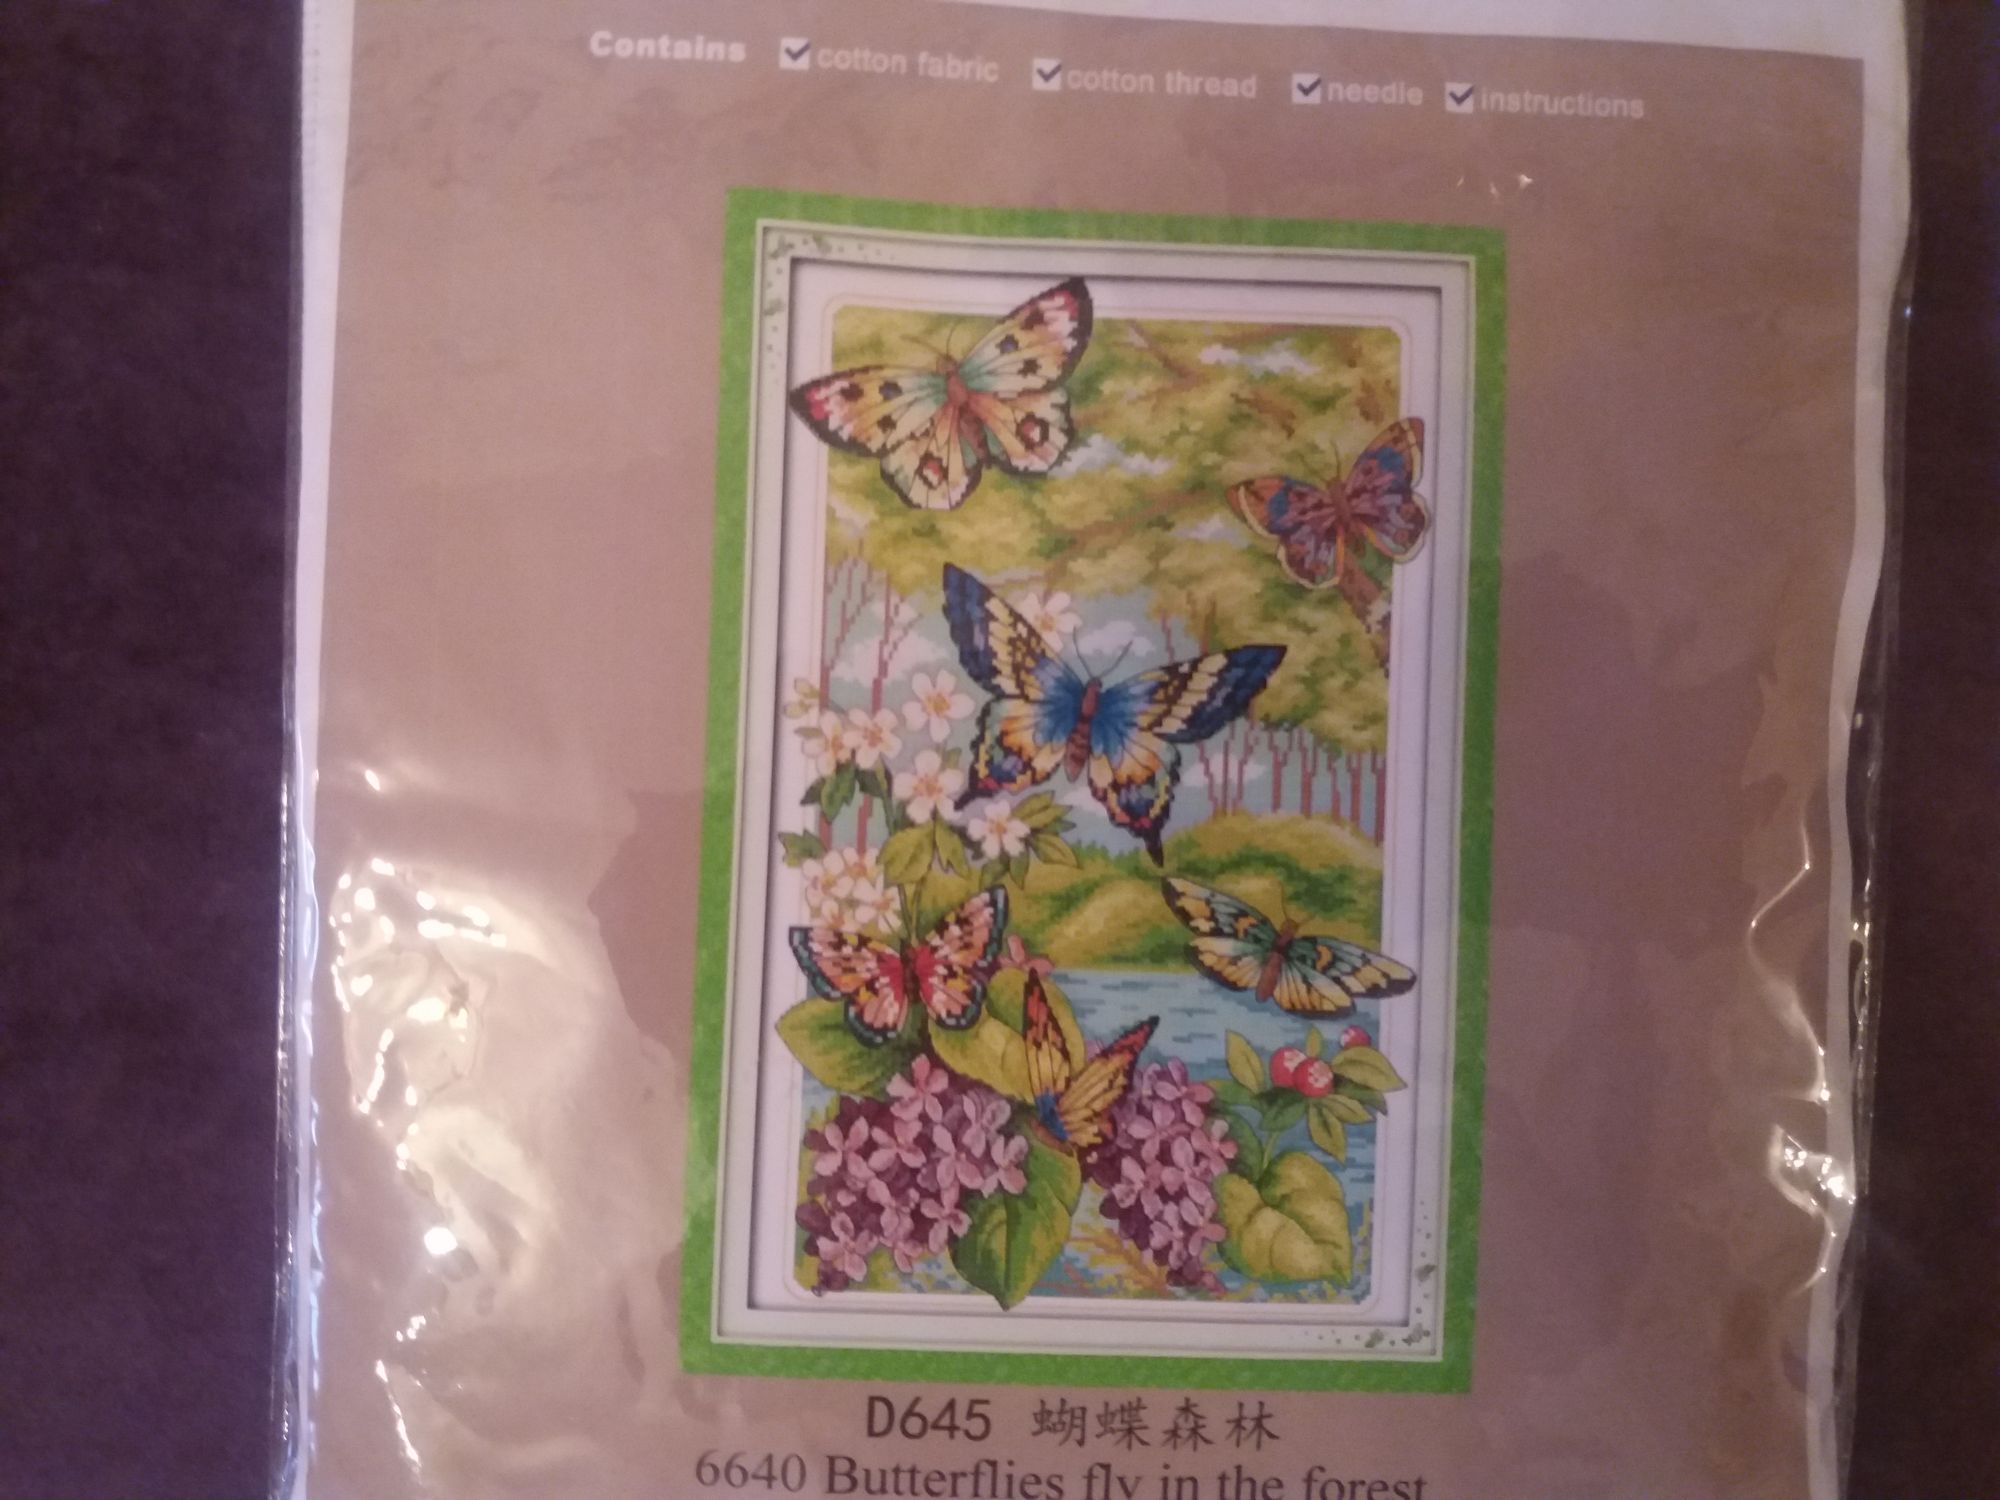 Contains cotton fabric cotton thread needle instructions
D645 蝴蝶森林
6640 Butterflies fly in the forest